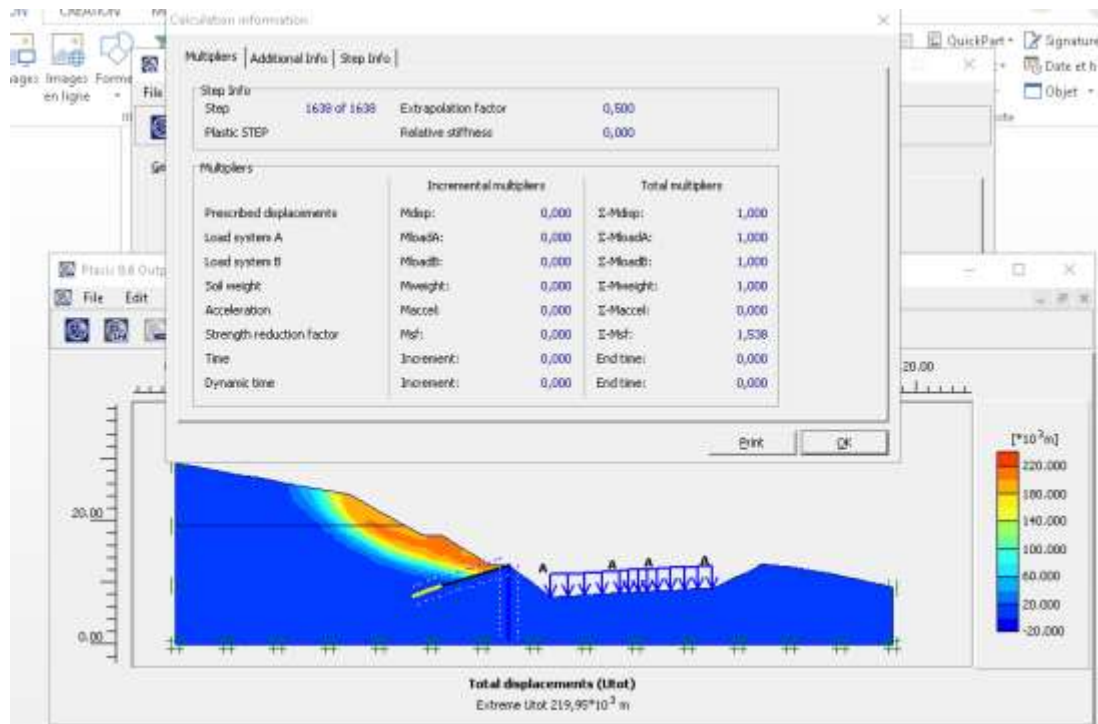 CREATION
Calculation information
QuickPart
Signature
Images
Images
Forme
Date et h
en ligne
Objet
File
Multipliers Additional Info Step Info
Step Info
Step 1638 of 1638 Extrapolation factor 0,500
Plastic STEP Relative stiffness 0,000
Multipliers
Incremental multipliers Total multipliers
Prescribed displacements Mdisp: 0,000 Σ-Mdisp: 1,000
Load system A MloadA: 0,000 Σ-MloadA: 1,000
Load system B MloadB: 0,000 Σ-MloadB: 1,000
Soil weight Mweight: 0,000 Σ-Mweight: 1,000
Acceleration Maccel: 0,000 Σ-Maccel: 0,000
Strength reduction factor Msf: 0,000 Σ-Msf: 1,538
Time Increment: 0,000 End time: 0,000
Dynamic time Increment: 0,000 End time: 0,000
Print OK
Plaxis 8.6 Outp
File Edit
20.00
[*10⁻³m]
220.000
180.000
140.000
100.000
60.000
20.000
-20.000
20.00
0.00
A A A A
Total displacements (Utot)
Extreme Utot 219,95*10⁻³ m